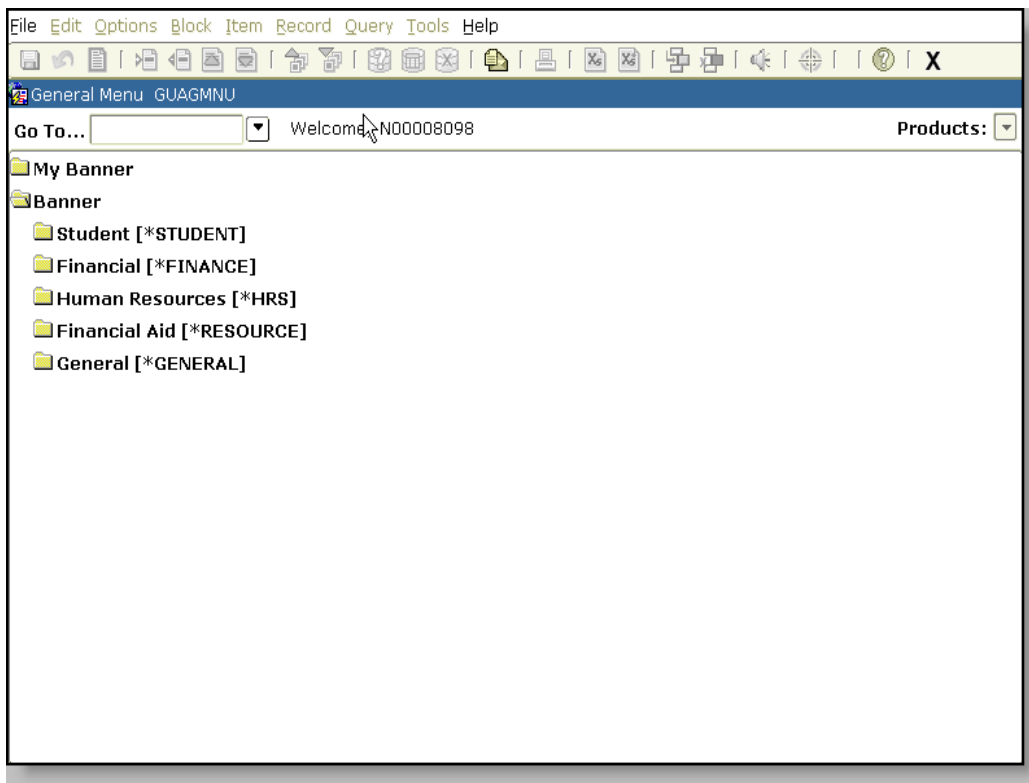 File Edit Options Block Item Record Query Tools Help
General Menu GUAGMNU
Go To... Welcome, N00008098 Products:
My Banner
Banner
Student [*STUDENT]
Financial [*FINANCE]
Human Resources [*HRS]
Financial Aid [*RESOURCE]
General [*GENERAL]